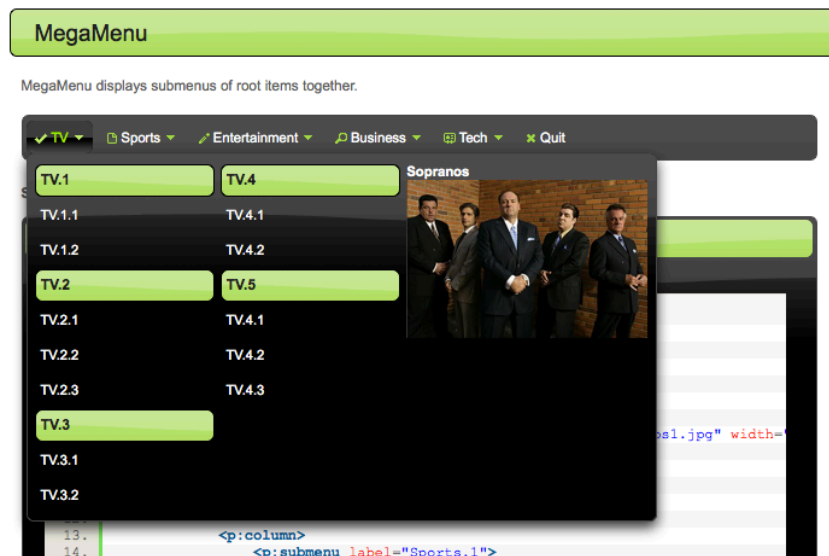 MegaMenu
MegaMenu displays submenus of root items together.
TV Sports Entertainment Business Tech Quit
TV.1
TV.1.1
TV.1.2
TV.2
TV.2.1
TV.2.2
TV.2.3
TV.3
TV.3.1
TV.3.2
TV.4
TV.4.1
TV.4.2
TV.5
TV.4.1
TV.4.2
TV.4.3
Sopranos
os1.jpg" width="
13. <p:column>
14. <p:submenu label="Sports.1">